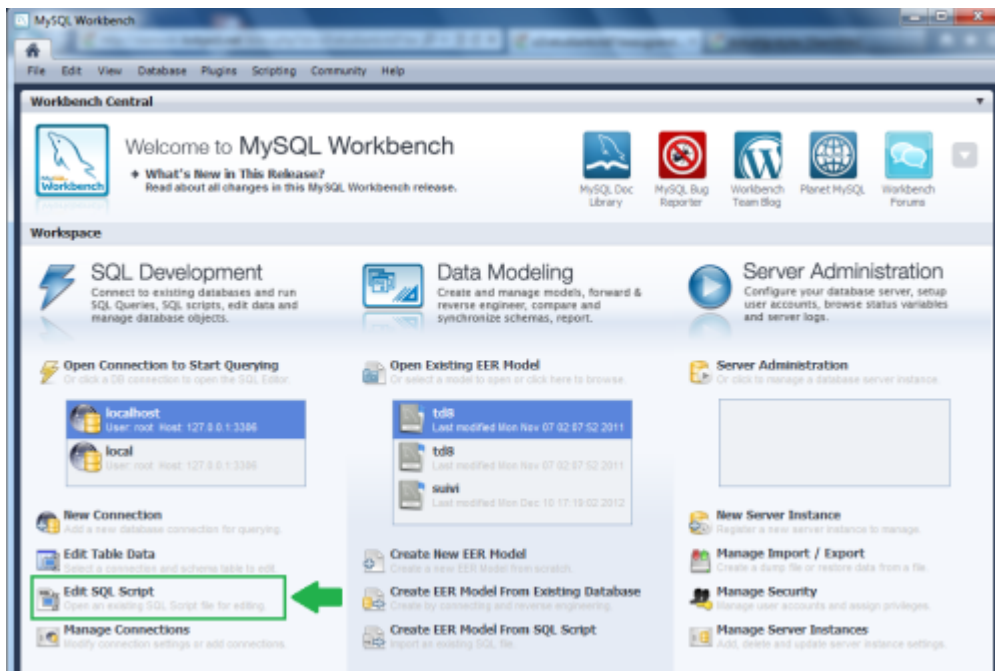 MySQL Workbench
File Edit View Database Plugins Scripting Community Help
Workbench Central
Welcome to MySQL Workbench
What's New in This Release?
Read about all changes in this MySQL Workbench release.
MySQL Workbench
MySQL Doc Library
MySQL Bug Reporter
Workbench Team Blog
Planet MySQL
Workbench Forums
Workspace
SQL Development
Connect to existing databases and run
SQL Queries, SQL scripts, edit data and
manage database objects.
Data Modeling
Create and manage models, forward &
reverse engineer, compare and
synchronize schemas, report.
Server Administration
Configure your database server, setup
user accounts, browse status variables
and server logs.
Open Connection to Start Querying
Or click a DB connection to open the SQL Editor.
localhost
User: root Host: 127.0.0.1:3306
local
User: root Host: 127.0.0.1:3306
New Connection
Add a new database connection for querying.
Edit Table Data
Select a connection and schema table to edit.
Edit SQL Script
Open an existing SQL Script file for editing.
Manage Connections
Modify connection settings or add connections.
Open Existing EER Model
Or select a model to open or click here to browse.
td8
Last modified Mon Nov 07 02:07:52 2011
td8
Last modified Mon Nov 07 02:07:52 2011
suivi
Last modified Mon Dec 10 17:19:02 2012
Create New EER Model
Create a new EER Model from scratch.
Create EER Model From Existing Database
Create by connecting and reverse engineering.
Create EER Model From SQL Script
Import an existing SQL file.
Server Administration
Or click to manage a database server instance.
New Server Instance
Register a new server instance to manage.
Manage Import / Export
Create a dump file or restore data from a file.
Manage Security
Manage user accounts and assign privileges.
Manage Server Instances
Add, delete and update server instance settings.